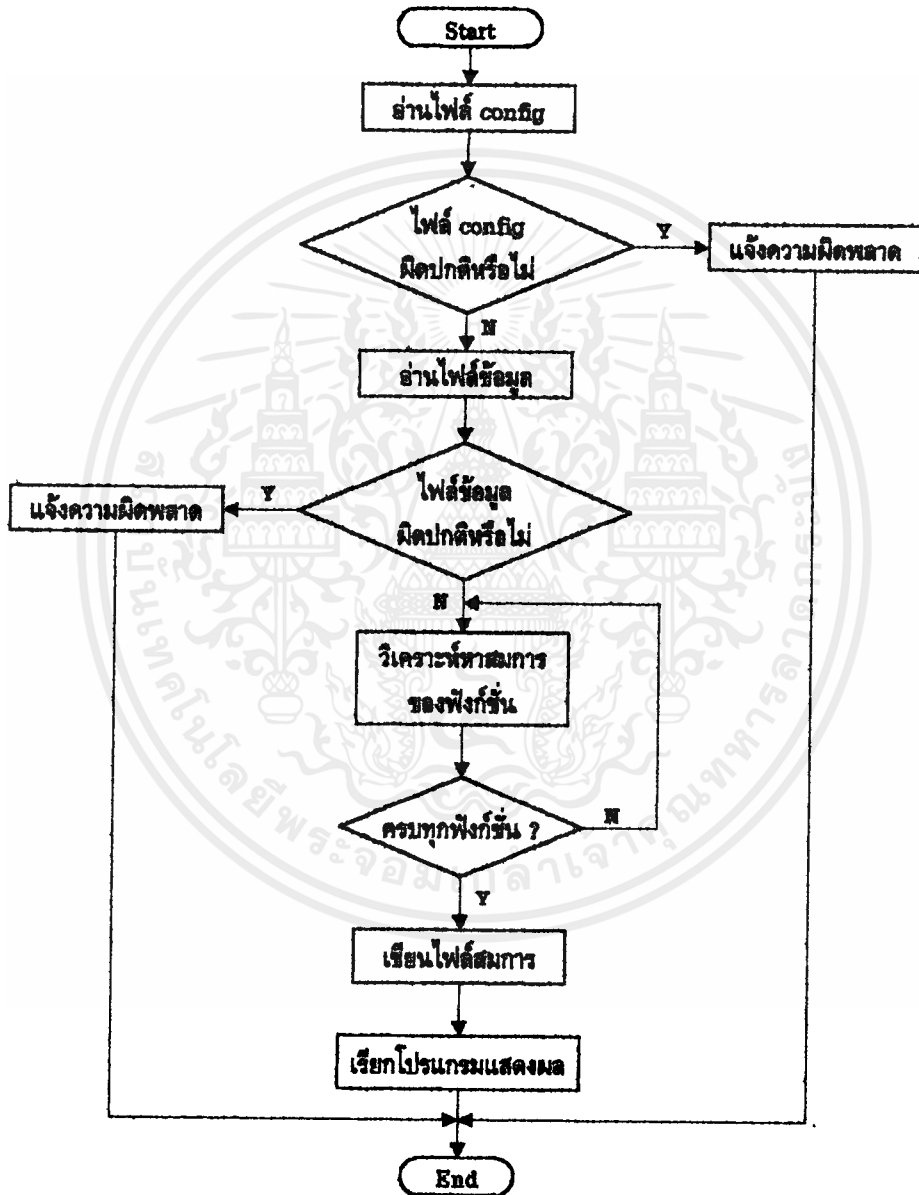 Start
อ่านไฟล์ config
ไฟล์ config
ผิดปกติหรือไม่
Y
แจ้งความผิดพลาด
N
อ่านไฟล์ข้อมูล
ไฟล์ข้อมูล
ผิดปกติหรือไม่
Y
แจ้งความผิดพลาด
N
วิเคราะห์หาสมการ
ของฟังก์ชั่น
ครบทุกฟังก์ชั่น ?
N
Y
เขียนไฟล์สมการ
เรียกโปรแกรมแสดงผล
End